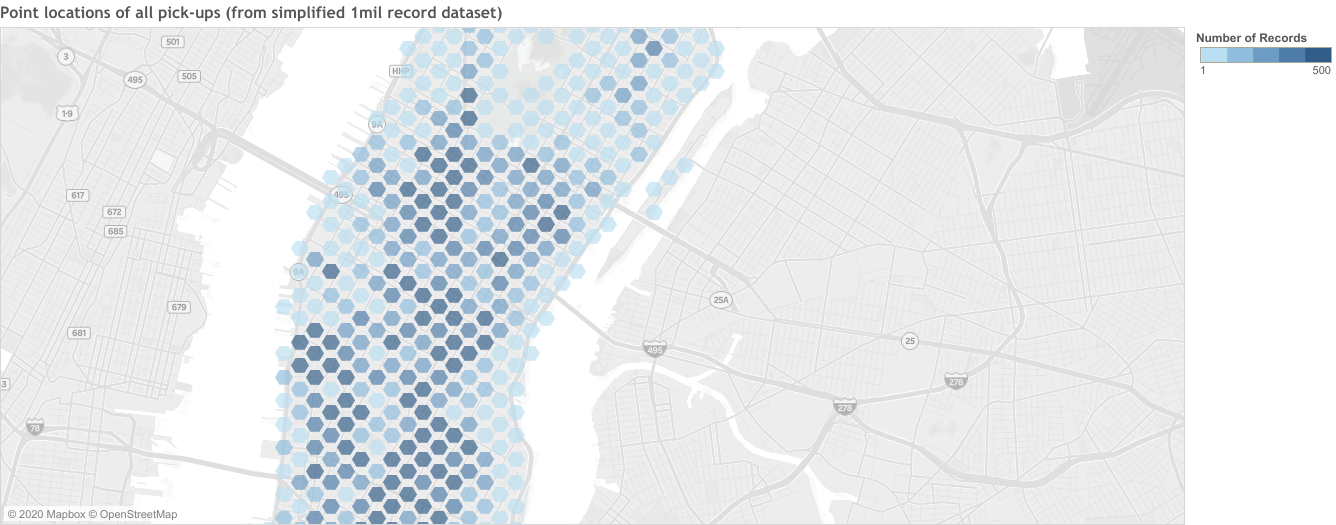 Point locations of all pick-ups (from simplified 1mil record dataset)
Number of Records
1 500
501
3
HHP
495
505
1-9
9A
617
495
672
685
9A
679
25A
681
25
495
3
278
278
78
© 2020 Mapbox © OpenStreetMap